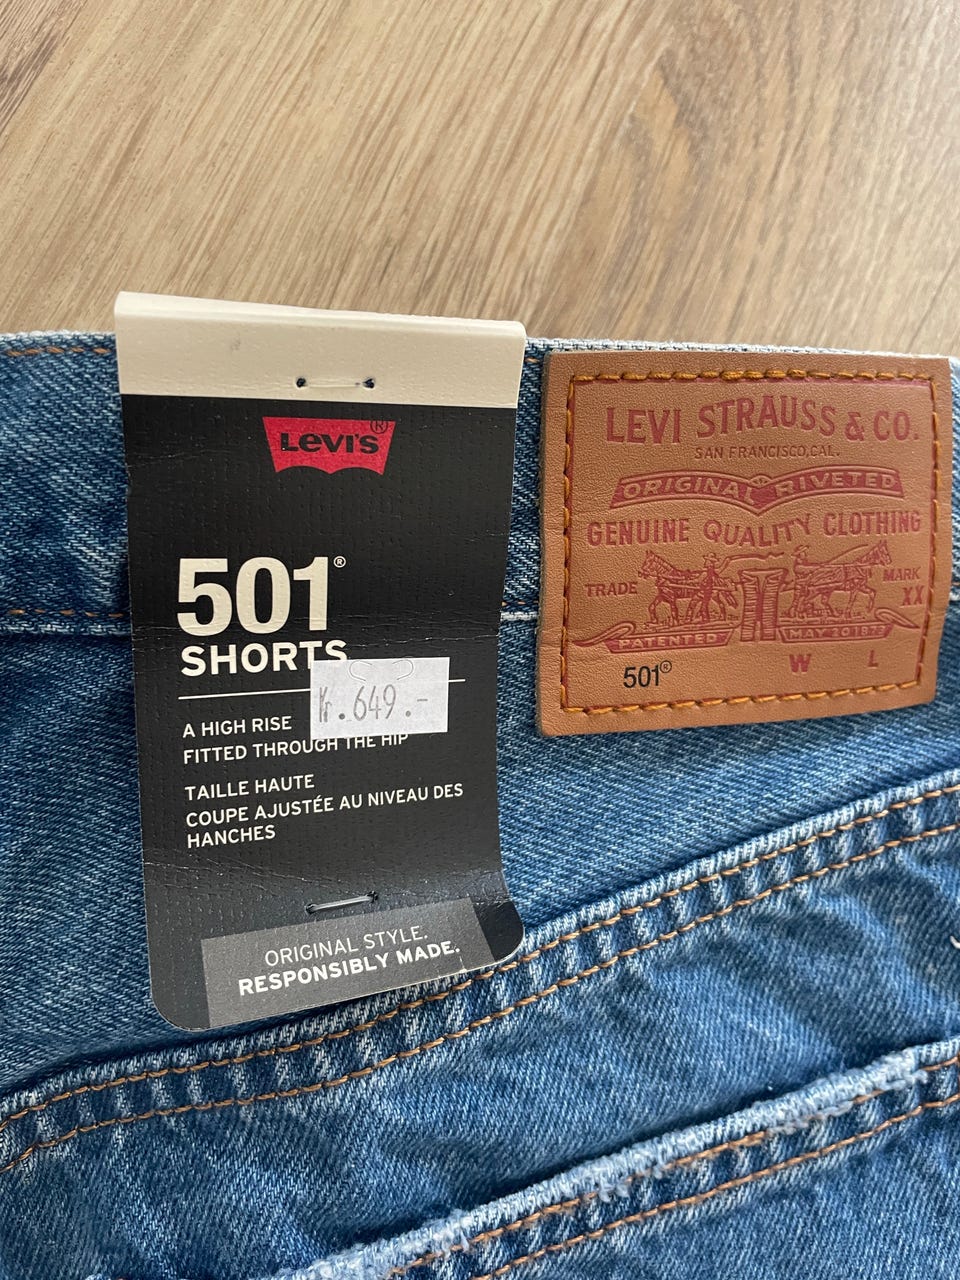 LEVI'S®
501®
SHORTS
Kr.649.-
A HIGH RISE
FITTED THROUGH THE HIP
TAILLE HAUTE
COUPE AJUSTÉE AU NIVEAU DES
HANCHES
ORIGINAL STYLE.
RESPONSIBLY MADE.
LEVI STRAUSS & CO.
SAN FRANCISCO, CAL.
ORIGINAL RIVETED
GENUINE QUALITY CLOTHING
TRADE MARK
XX
PATENTED MAY 20 1873
W L
501®